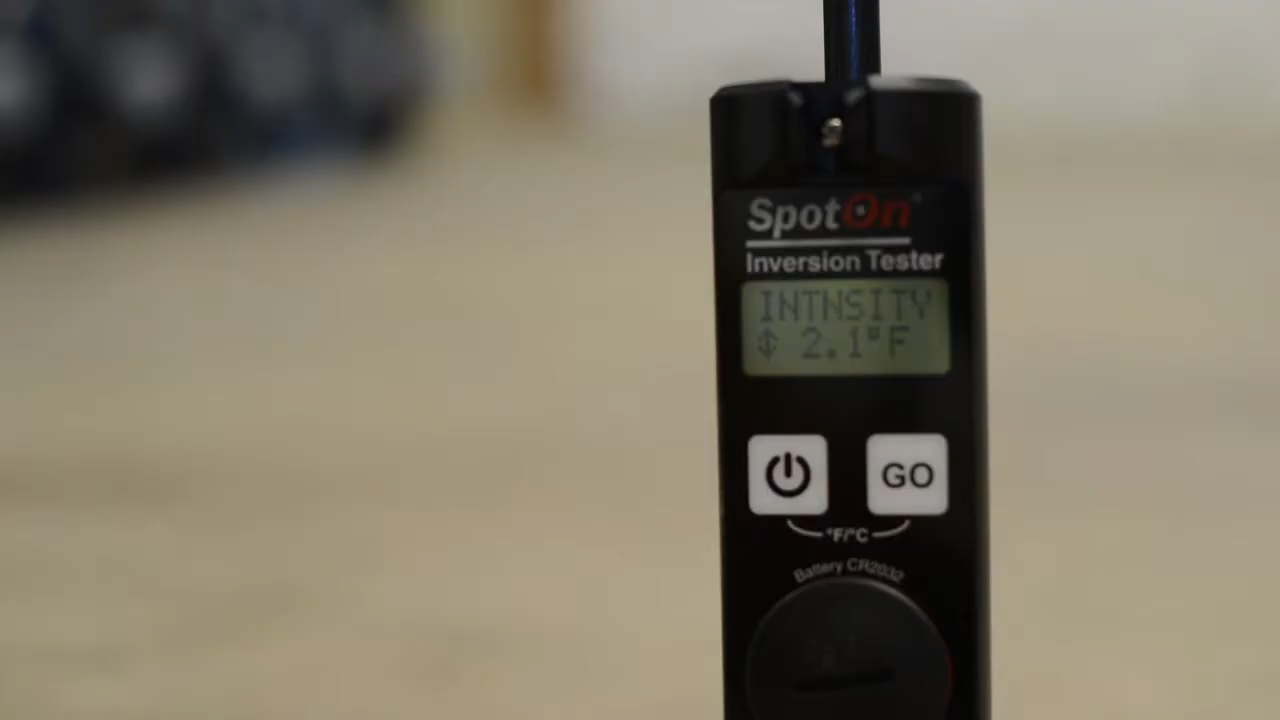 SpotOn
Inversion Tester
INTNSITY
2.1°F
GO
°F/°C
Battery CR2032